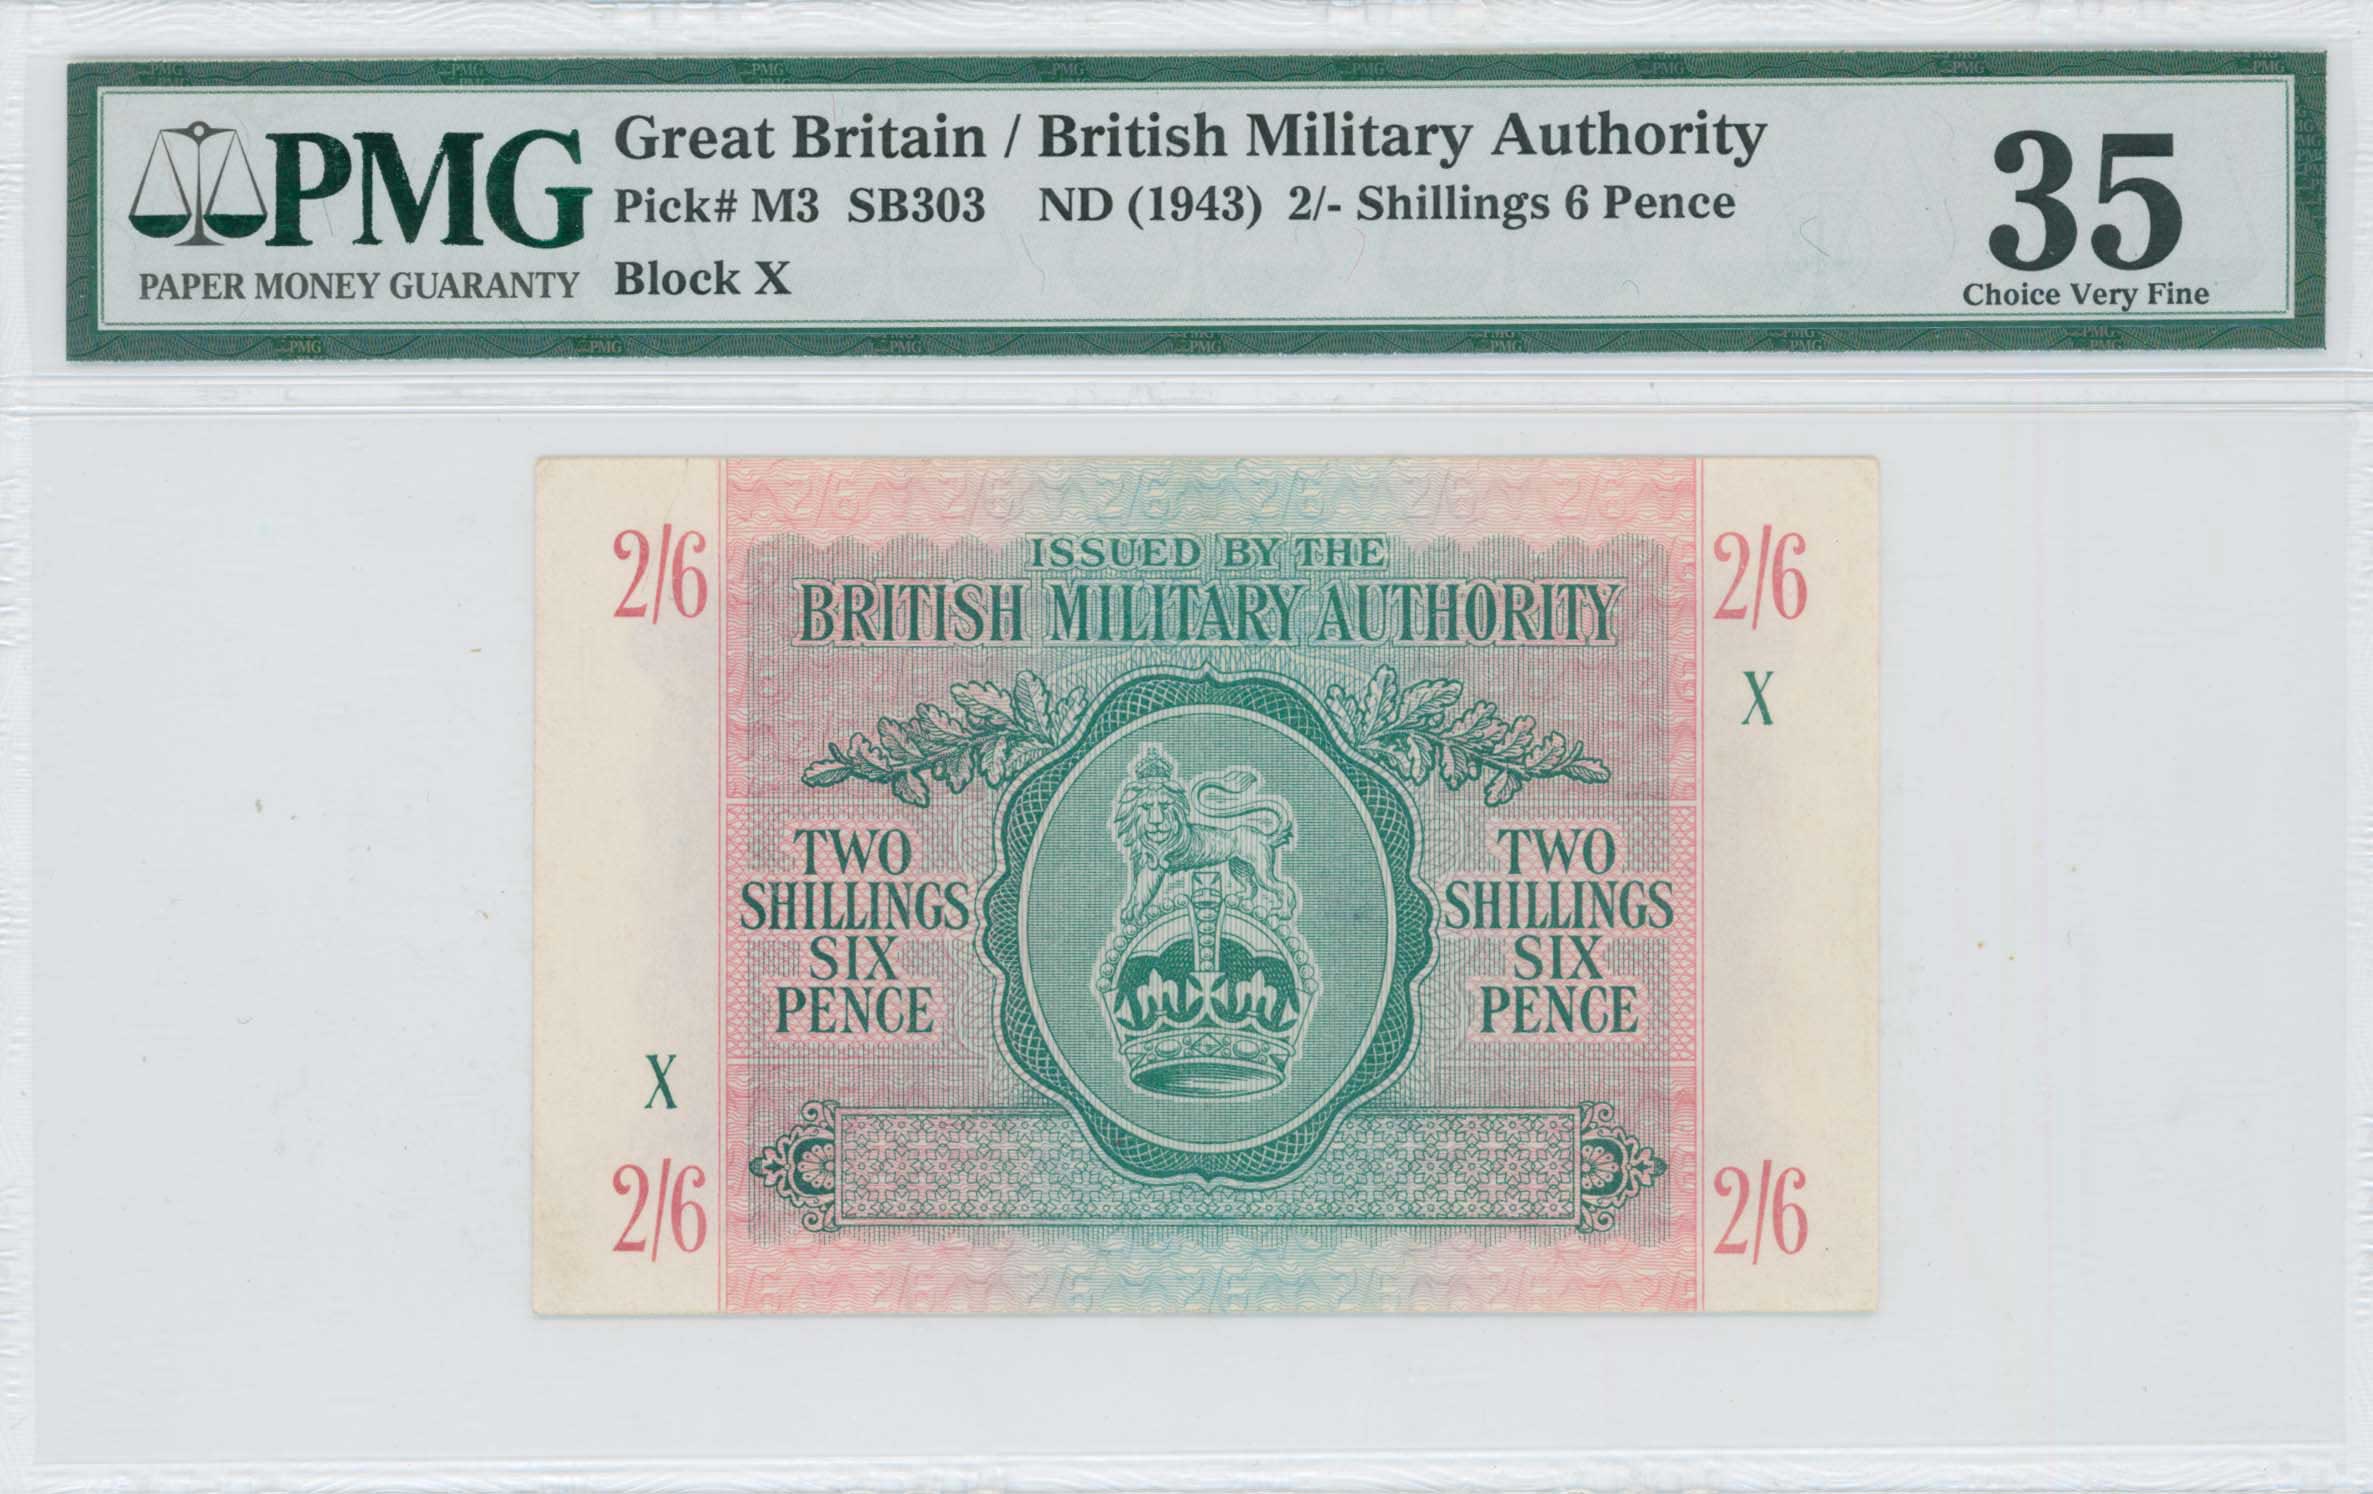 PMG
PAPER MONEY GUARANTY
Great Britain / British Military Authority
Pick# M3 SB303 ND (1943) 2/- Shillings 6 Pence
Block X
35
Choice Very Fine
2/6
2/6
ISSUED BY THE
BRITISH MILITARY AUTHORITY
X
TWO
SHILLINGS
SIX
PENCE
TWO
SHILLINGS
SIX
PENCE
X
2/6
2/6